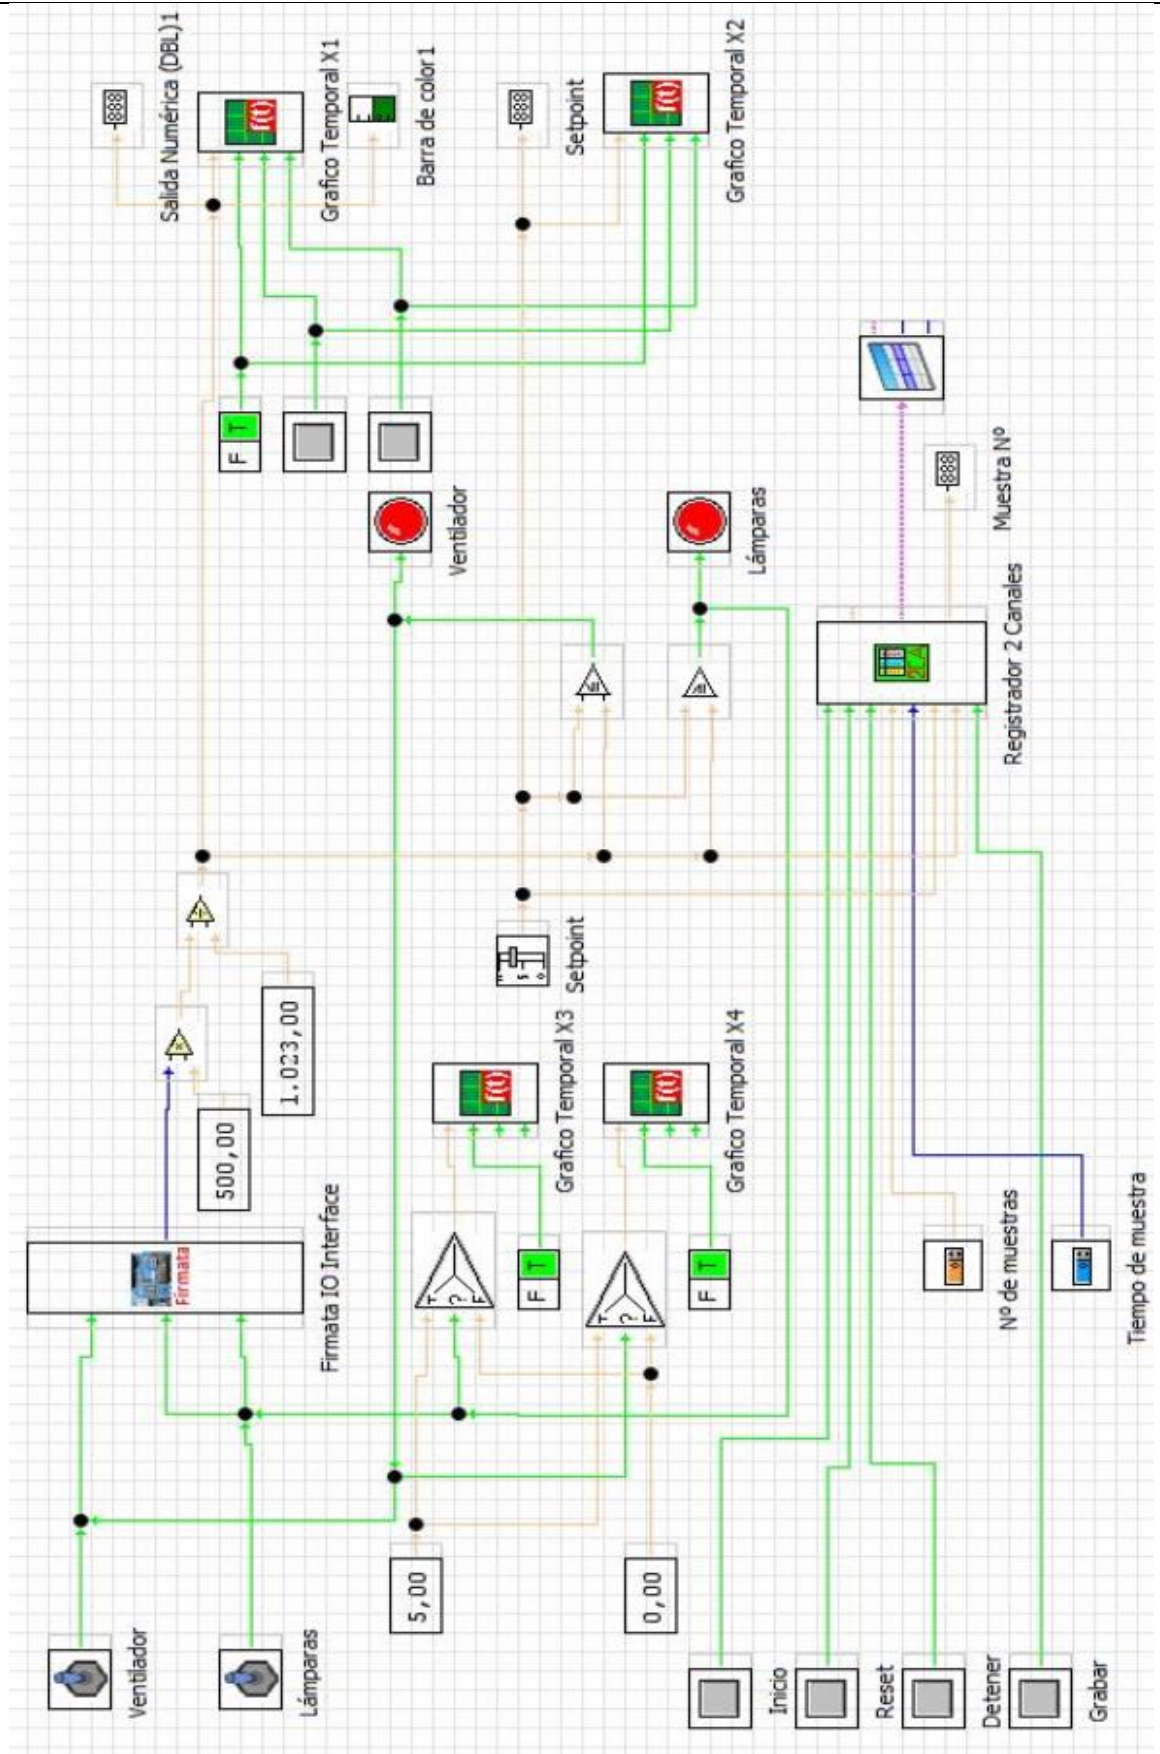 Ventilador
Lámparas
Firmata
Firmata IO Interface
500,00
1.023,00
Salida Numérica (DBL)1
f(t)
Grafico Temporal X1
Barra de color1
F T
Setpoint
f(t)
Grafico Temporal X2
Ventilador
Lámparas
5,00
0,00
T
?
F
T
?
F
F T
F T
f(t)
Grafico Temporal X3
f(t)
Grafico Temporal X4
Setpoint
Inicio
Reset
Detener
Grabar
Nº de muestras
Tiempo de muestra
Registrador 2 Canales
Muestra Nº